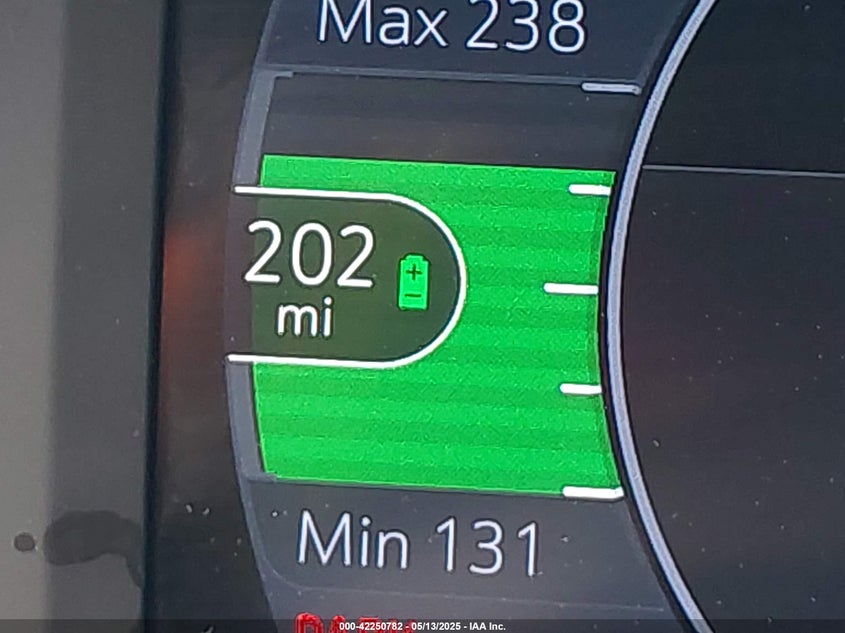 Max 238
202
mi
Min 131
000-42250782 - 05/13/2025 - IAA Inc.